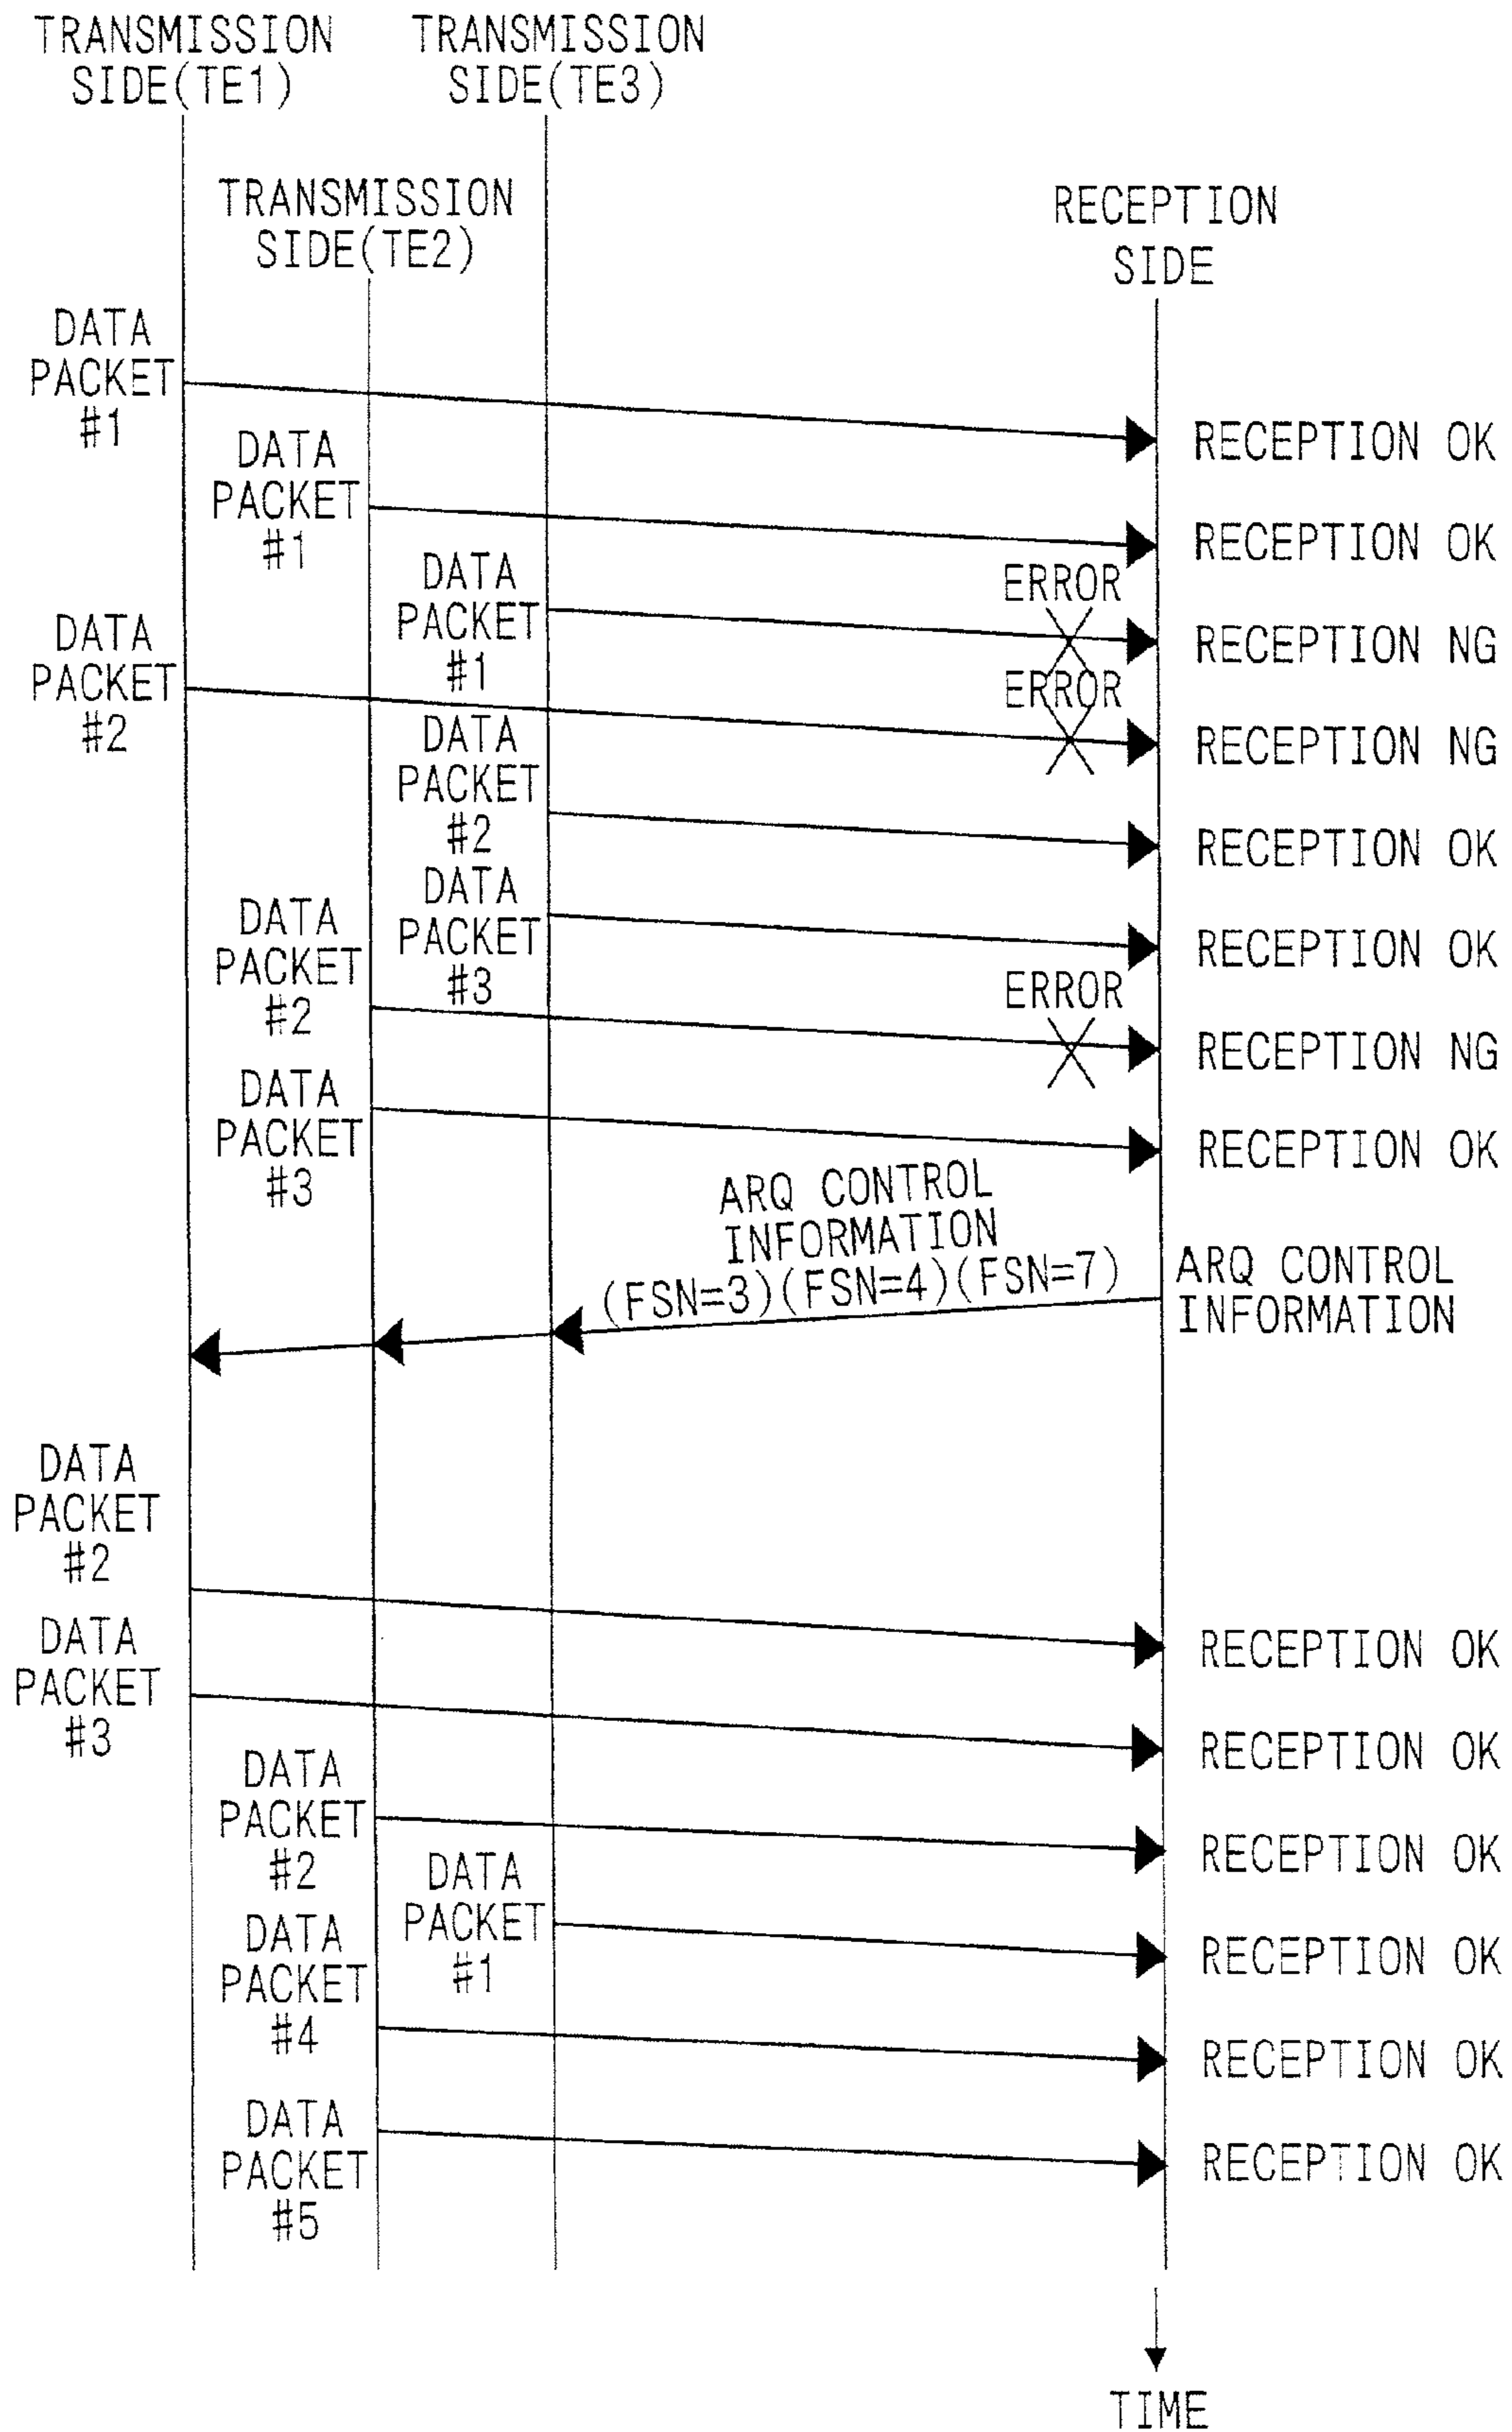 TRANSMISSION
SIDE(TE1)
TRANSMISSION
SIDE(TE3)
TRANSMISSION
SIDE(TE2)
RECEPTION
SIDE
DATA
PACKET
#1
RECEPTION OK
DATA
PACKET
#1
RECEPTION OK
DATA
PACKET
#1
ERROR
RECEPTION NG
DATA
PACKET
#2
ERROR
RECEPTION NG
DATA
PACKET
#2
RECEPTION OK
DATA
PACKET
#3
RECEPTION OK
DATA
PACKET
#2
ERROR
RECEPTION NG
DATA
PACKET
#3
RECEPTION OK
ARQ CONTROL
INFORMATION
(FSN=3)(FSN=4)(FSN=7)
ARQ CONTROL
INFORMATION
DATA
PACKET
#2
RECEPTION OK
DATA
PACKET
#3
RECEPTION OK
DATA
PACKET
#2
RECEPTION OK
DATA
PACKET
#1
RECEPTION OK
DATA
PACKET
#4
RECEPTION OK
DATA
PACKET
#5
RECEPTION OK
TIME